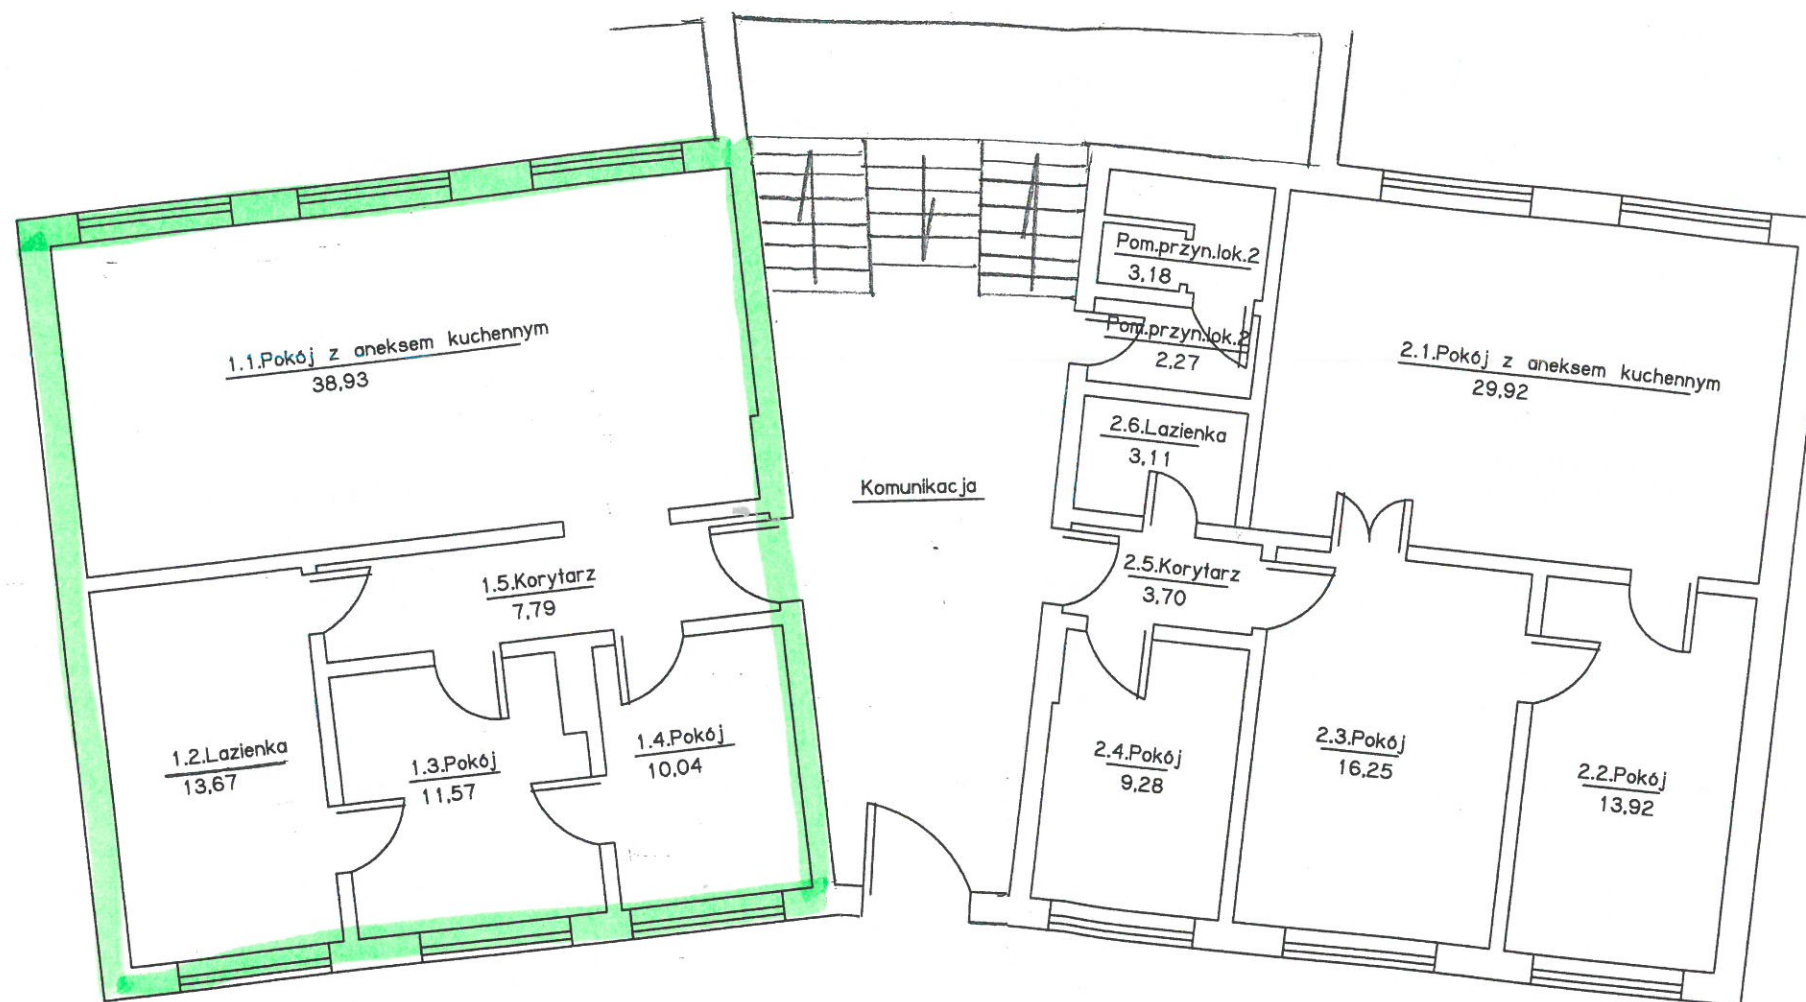 1.1.Pokój z aneksem kuchennym
38,93
1.5.Korytarz
7,79
1.2.Lazienka
13,67
1.3.Pokój
11,57
1.4.Pokój
10,04
Komunikacja
Pom.przyn.lok.2
3,18
Pom.przyn.lok.2
2,27
2.6.Lazienka
3,11
2.5.Korytarz
3,70
2.1.Pokój z aneksem kuchennym
29,92
2.4.Pokój
9,28
2.3.Pokój
16,25
2.2.Pokój
13,92